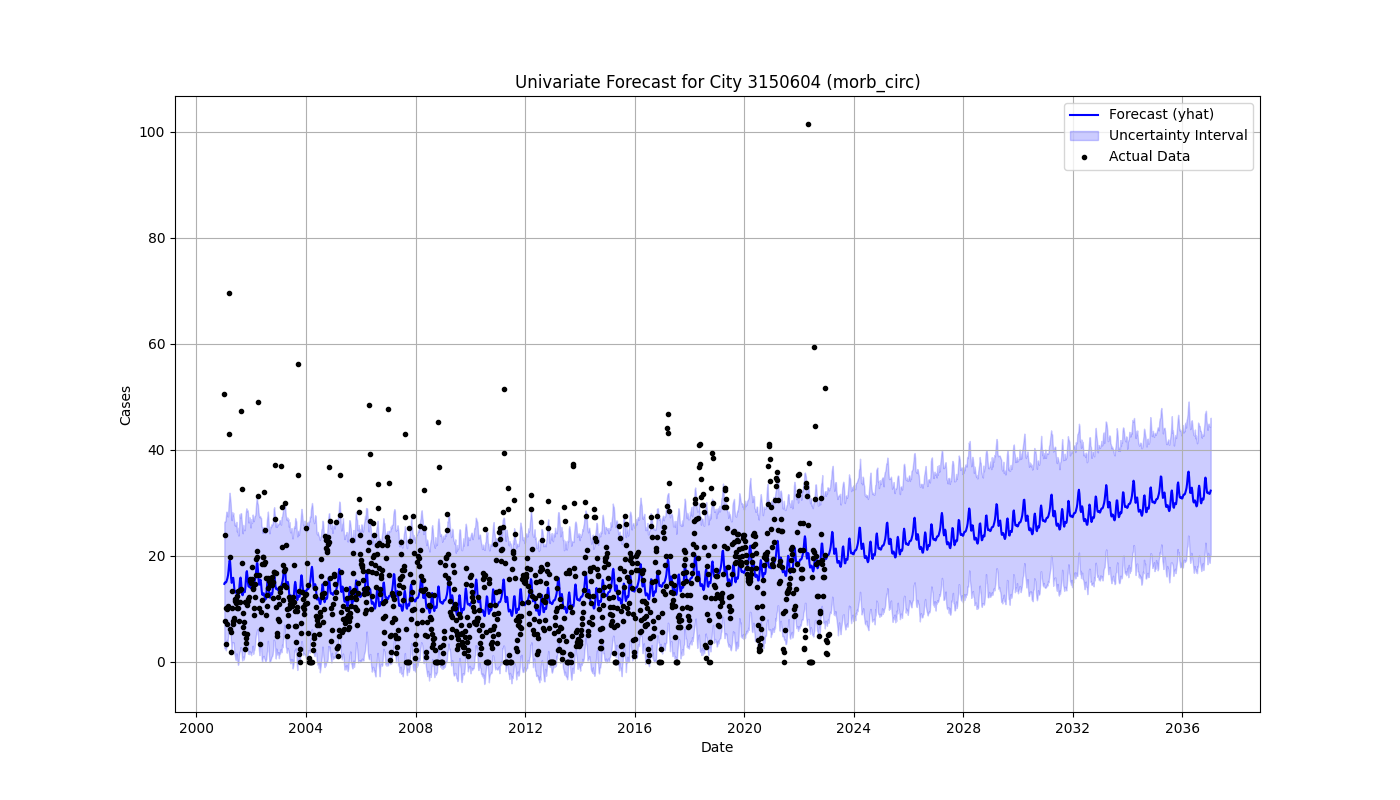 Univariate Forecast for City 3150604 (morb_circ)
Forecast (yhat)
Uncertainty Interval
Actual Data
Cases
100
80
60
40
20
0
2000 2004 2008 2012 2016 2020 2024 2028 2032 2036
Date